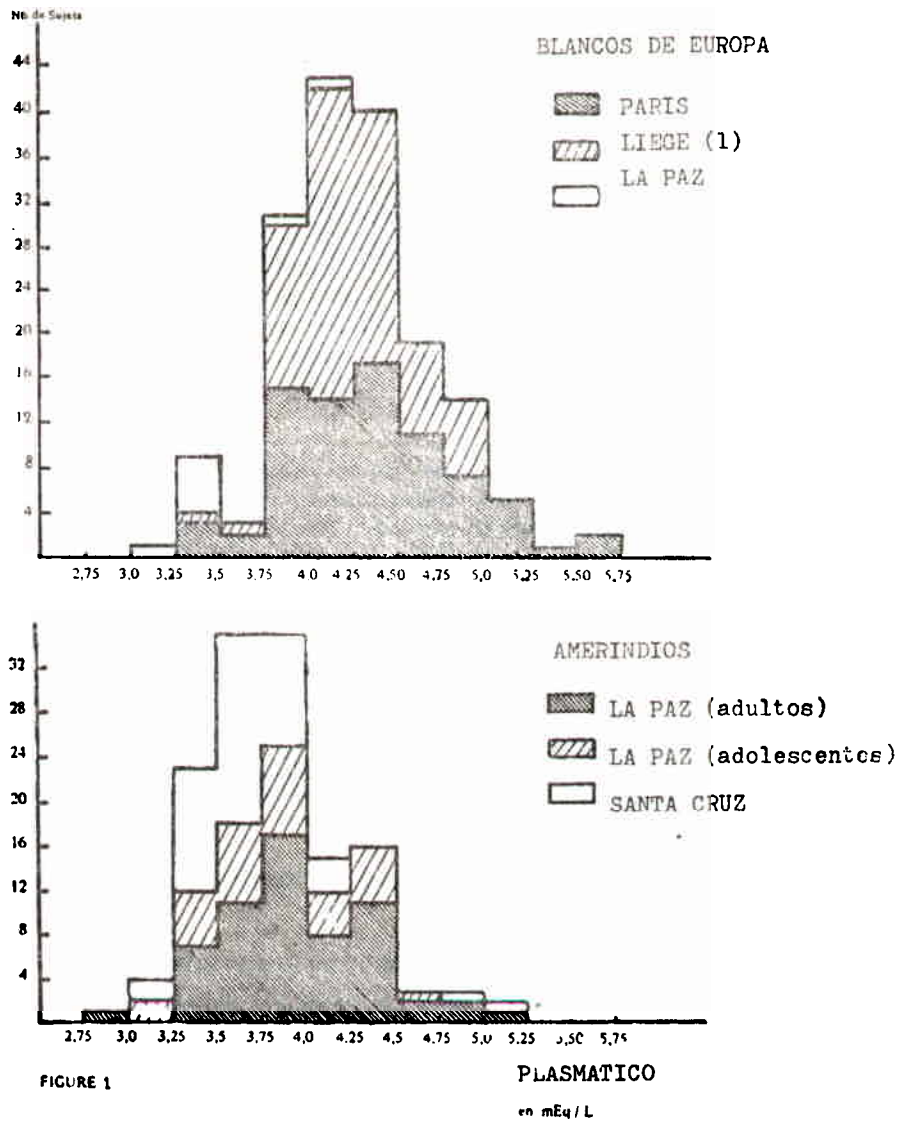 Nb de Sujets
BLANCOS DE EUROPA
PARIS
LIEGE (1)
LA PAZ
44
40
36
32
28
24
20
16
12
8
4
2,75 3,0 3,25 3,5 3,75 4,0 4,25 4,50 4,75 5,0 5,25 5,50 5,75
AMERINDIOS
LA PAZ (adultos)
LA PAZ (adolescentes)
SANTA CRUZ
32
28
24
20
16
12
8
4
2,75 3,0 3,25 3,5 3,75 4,0 4,25 4,5 4,75 5,0 5,25 5,50 5,75
FIGURE 1
PLASMATICO
en mEq / L